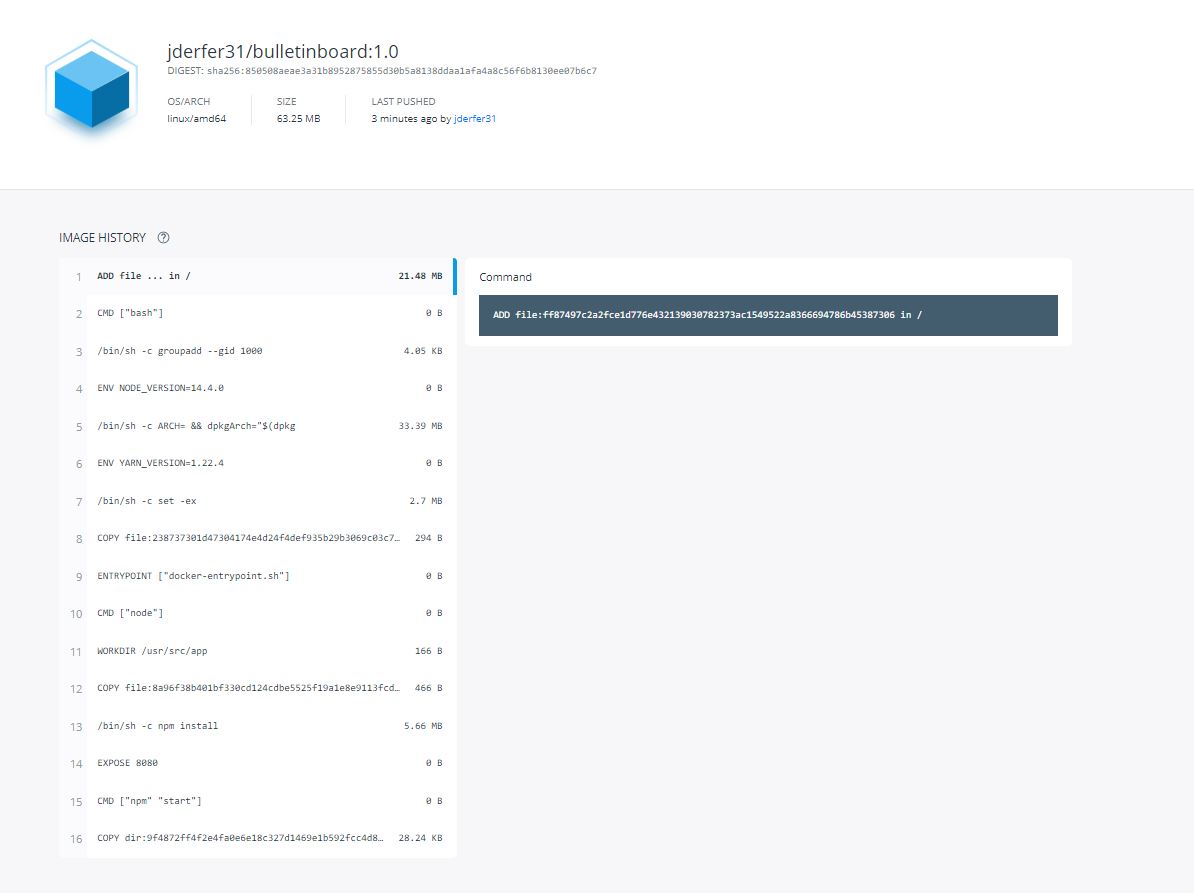 jderfer31/bulletinboard:1.0
DIGEST: sha256:850508aeae3a31b8952875855d30b5a8138ddaa1afa4a8c56f6b8130ee07b6c7
OS/ARCH SIZE LAST PUSHED
linux/amd64 63.25 MB 3 minutes ago by jderfer31
IMAGE HISTORY ?
1 ADD file ... in / 21.48 MB
2 CMD ["bash"] 0 B
3 /bin/sh -c groupadd --gid 1000 4.05 KB
4 ENV NODE_VERSION=14.4.0 0 B
5 /bin/sh -c ARCH= && dpkgArch="$(dpkg 33.39 MB
6 ENV YARN_VERSION=1.22.4 0 B
7 /bin/sh -c set -ex 2.7 MB
8 COPY file:238737301d47304174e4d24f4def935b29b3069c03c7… 294 B
9 ENTRYPOINT ["docker-entrypoint.sh"] 0 B
10 CMD ["node"] 0 B
11 WORKDIR /usr/src/app 166 B
12 COPY file:8a96f38b401bf330cd124cdbe5525f19a1e8e9113fcd… 466 B
13 /bin/sh -c npm install 5.66 MB
14 EXPOSE 8080 0 B
15 CMD ["npm" "start"] 0 B
16 COPY dir:9f4872ff4f2e4fa0e6e18c327d1469e1b592fcc4d8… 28.24 KB
Command
ADD file:ff87497c2a2fce1d776e432139030782373ac1549522a8366694786b45387306 in /